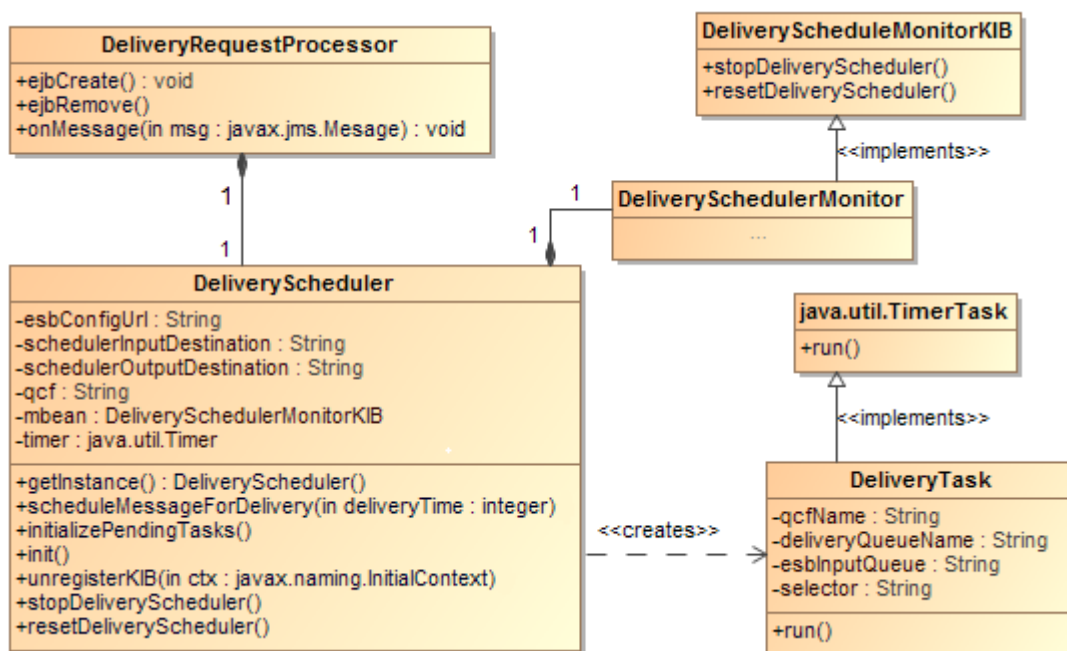 DeliveryRequestProcessor
+ejbCreate() : void
+ejbRemove()
+onMessage(in msg : javax.jms.Mesage) : void
DeliveryScheduleMonitorKIB
+stopDeliveryScheduler()
+resetDeliveryScheduler()
<<implements>>
1
1
1
1
DeliverySchedulerMonitor
...
DeliveryScheduler
-esbConfigUrl : String
-schedulerInputDestination : String
-schedulerOutputDestination : String
-qcf : String
-mbean : DeliverySchedulerMonitorKIB
-timer : java.util.Timer
+getInstance() : DeliveryScheduler()
+scheduleMessageForDelivery(in deliveryTime : integer)
+initializePendingTasks()
+init()
+unregisterKIB(in ctx : javax.naming.InitialContext)
+stopDeliveryScheduler()
+resetDeliveryScheduler()
java.util.TimerTask
+run()
<<implements>>
<<creates>>
DeliveryTask
-qcfName : String
-deliveryQueueName : String
-esbInputQueue : String
-selector : String
+run()